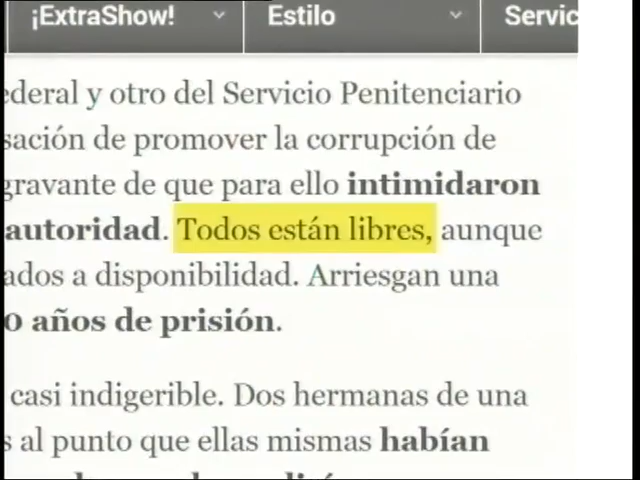 ¡ExtraShow! Estilo
ederal y otro del Servicio Penitenciario
sación de promover la corrupción de
gravante de que para ello intimidaron
autoridad. Todos están libres, aunque
ados a disponibilidad. Arriesgan una
0 años de prisión.
casi indigerible. Dos hermanas de una
s al punto que ellas mismas habían